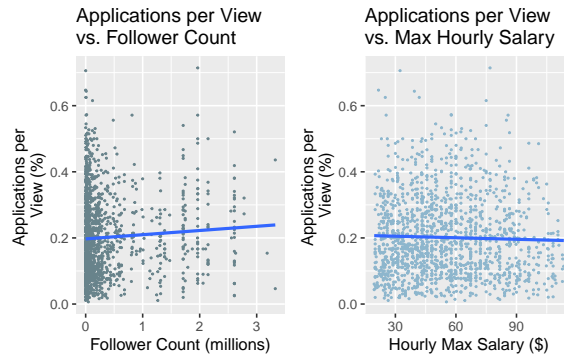 Applications per View
vs. Follower Count
0.6
0.4
0.2
0.0
Applications per
View (%)
0
1
2
3
Follower Count (millions)
Applications per View
vs. Max Hourly Salary
0.6
0.4
0.2
0.0
Applications per
View (%)
30
60
90
Hourly Max Salary ($)